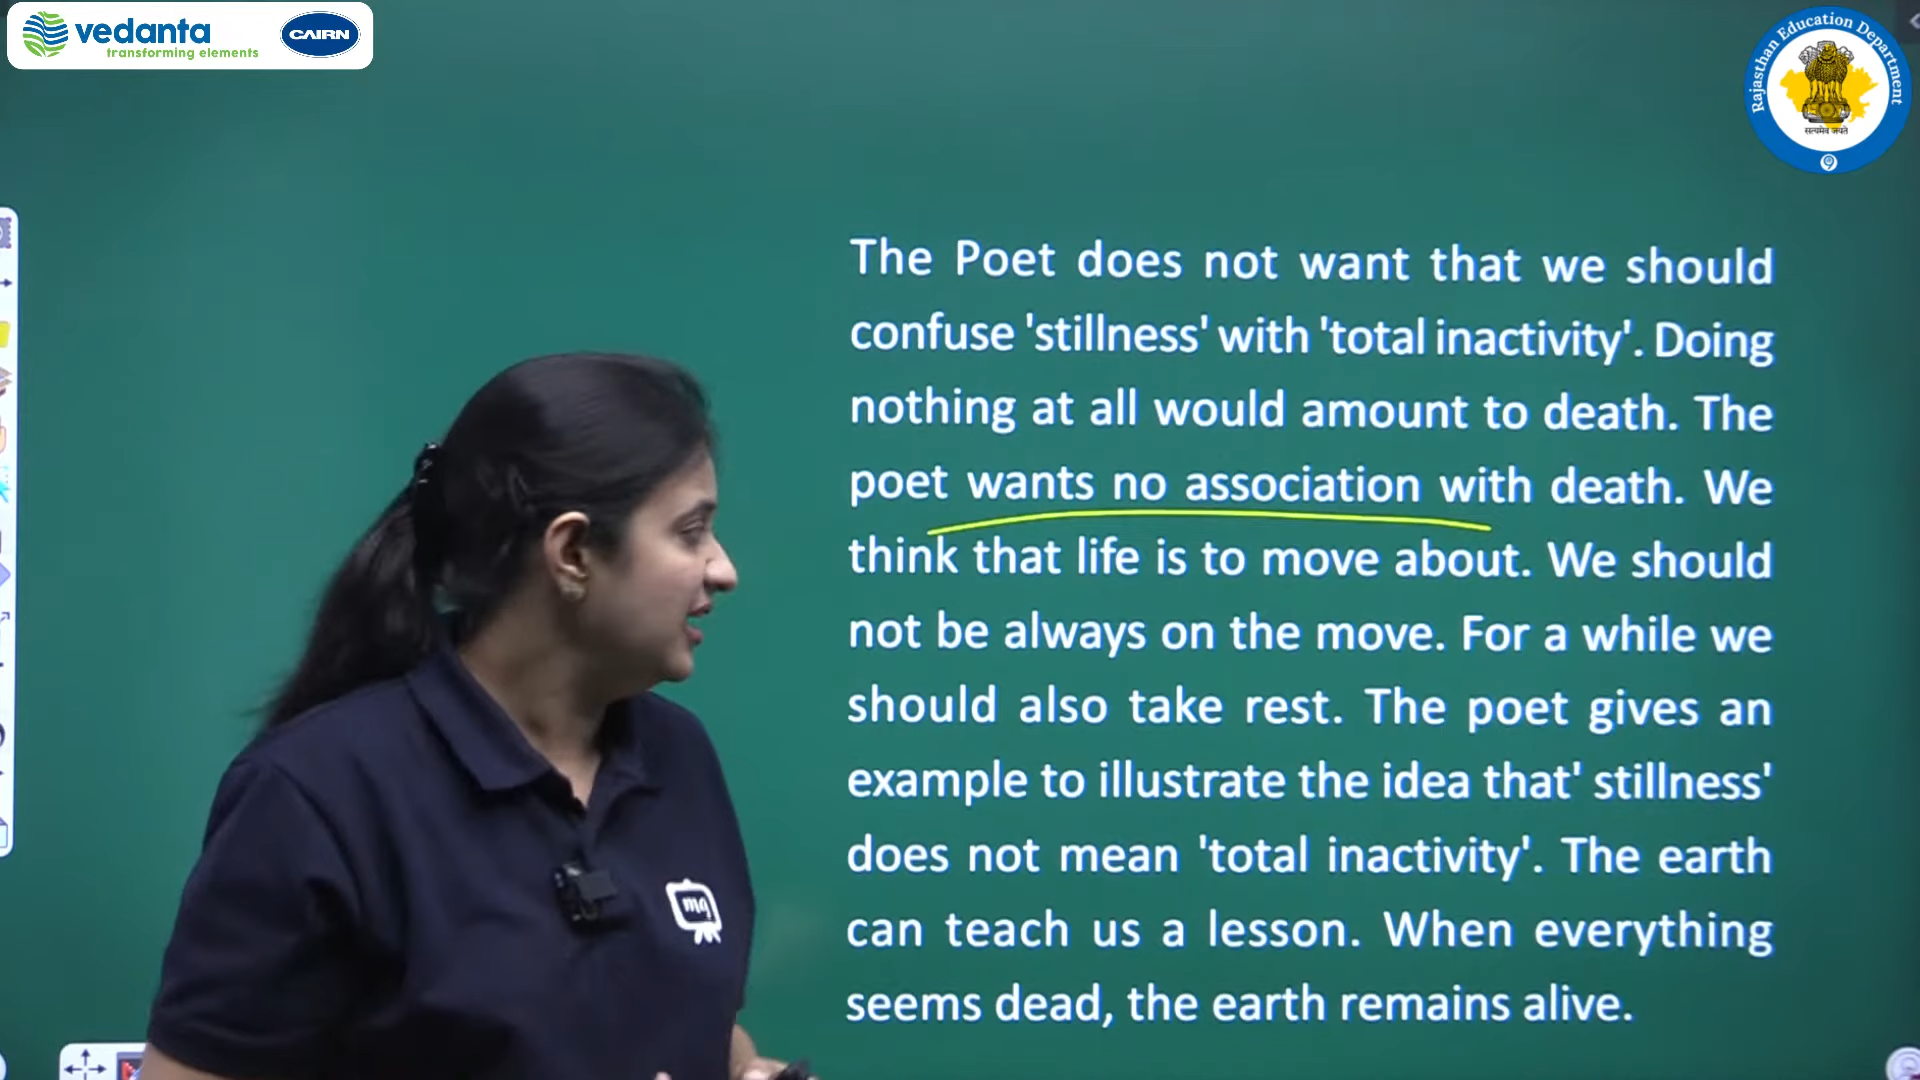 vedanta
transforming elements
CAIRN
Rajasthan Education Department
सत्यमेव जयते
The Poet does not want that we should
confuse 'stillness' with 'total inactivity'. Doing
nothing at all would amount to death. The
poet wants no association with death. We
think that life is to move about. We should
not be always on the move. For a while we
should also take rest. The poet gives an
example to illustrate the idea that' stillness'
does not mean 'total inactivity'. The earth
can teach us a lesson. When everything
seems dead, the earth remains alive.
mg